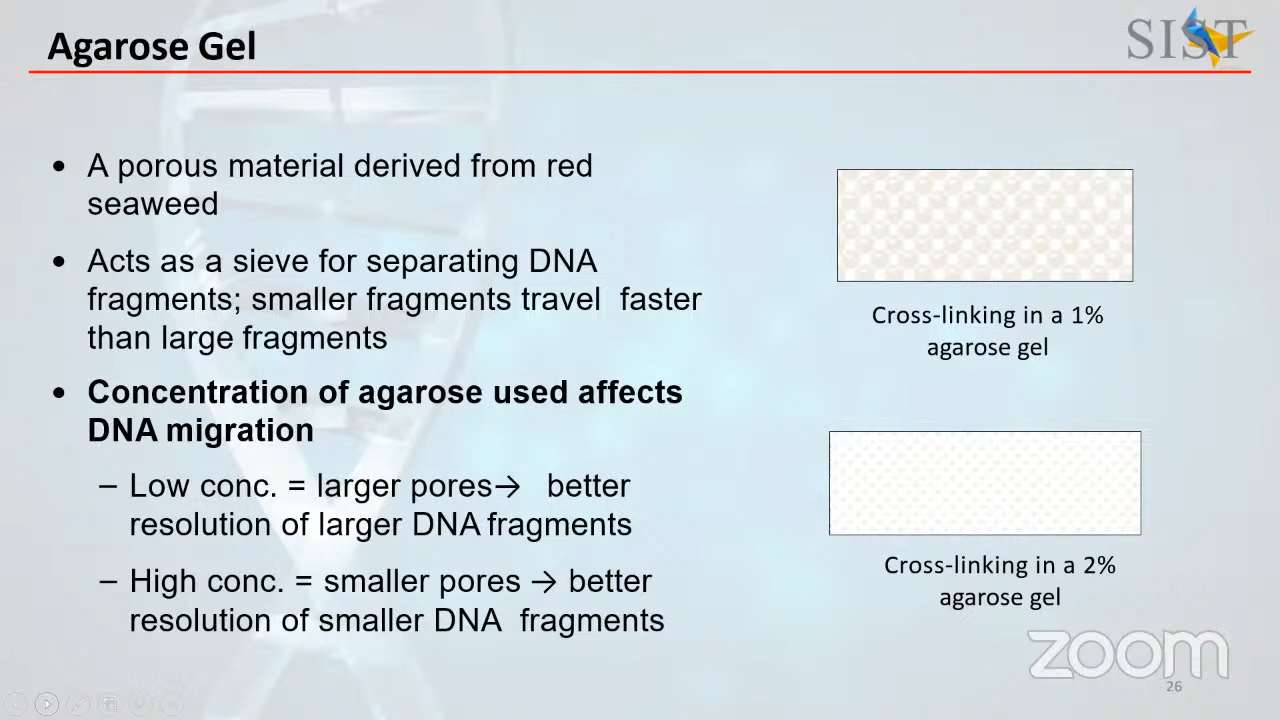 Agarose Gel
SIST
• A porous material derived from red
seaweed
• Acts as a sieve for separating DNA
fragments; smaller fragments travel faster
than large fragments
• Concentration of agarose used affects
DNA migration
– Low conc. = larger pores→ better
resolution of larger DNA fragments
– High conc. = smaller pores → better
resolution of smaller DNA fragments
Cross-linking in a 1%
agarose gel
Cross-linking in a 2%
agarose gel
zoom
26